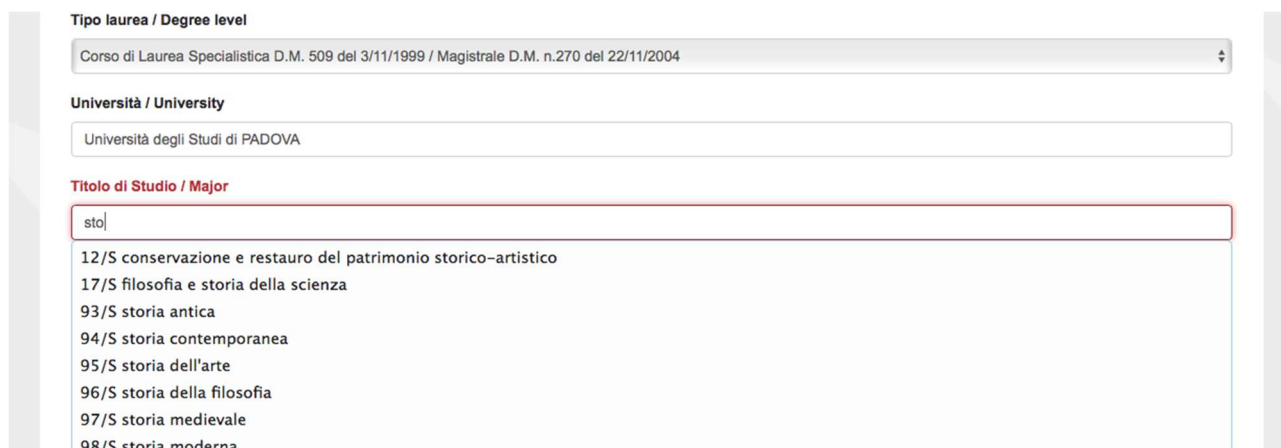 Tipo laurea / Degree level
Corso di Laurea Specialistica D.M. 509 del 3/11/1999 / Magistrale D.M. n.270 del 22/11/2004
Università / University
Università degli Studi di PADOVA
Titolo di Studio / Major
sto
12/S conservazione e restauro del patrimonio storico-artistico
17/S filosofia e storia della scienza
93/S storia antica
94/S storia contemporanea
95/S storia dell'arte
96/S storia della filosofia
97/S storia medievale
98/S storia moderna